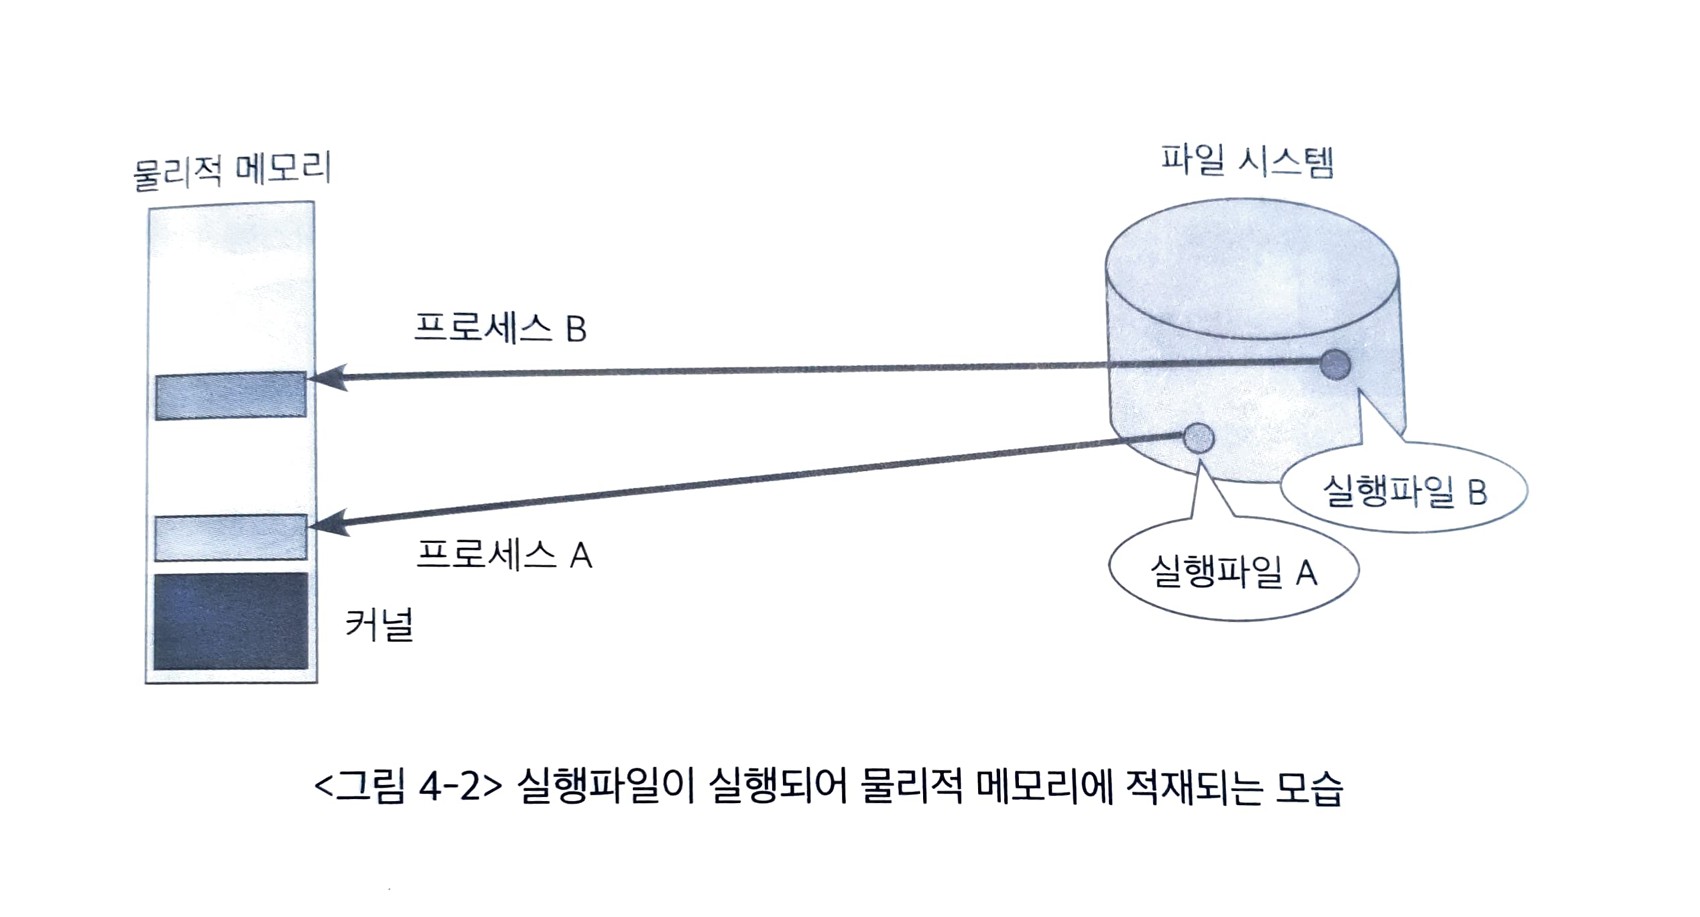 물리적 메모리
파일 시스템
프로세스 B
실행파일 B
프로세스 A
실행파일 A
커널
<그림 4-2> 실행파일이 실행되어 물리적 메모리에 적재되는 모습